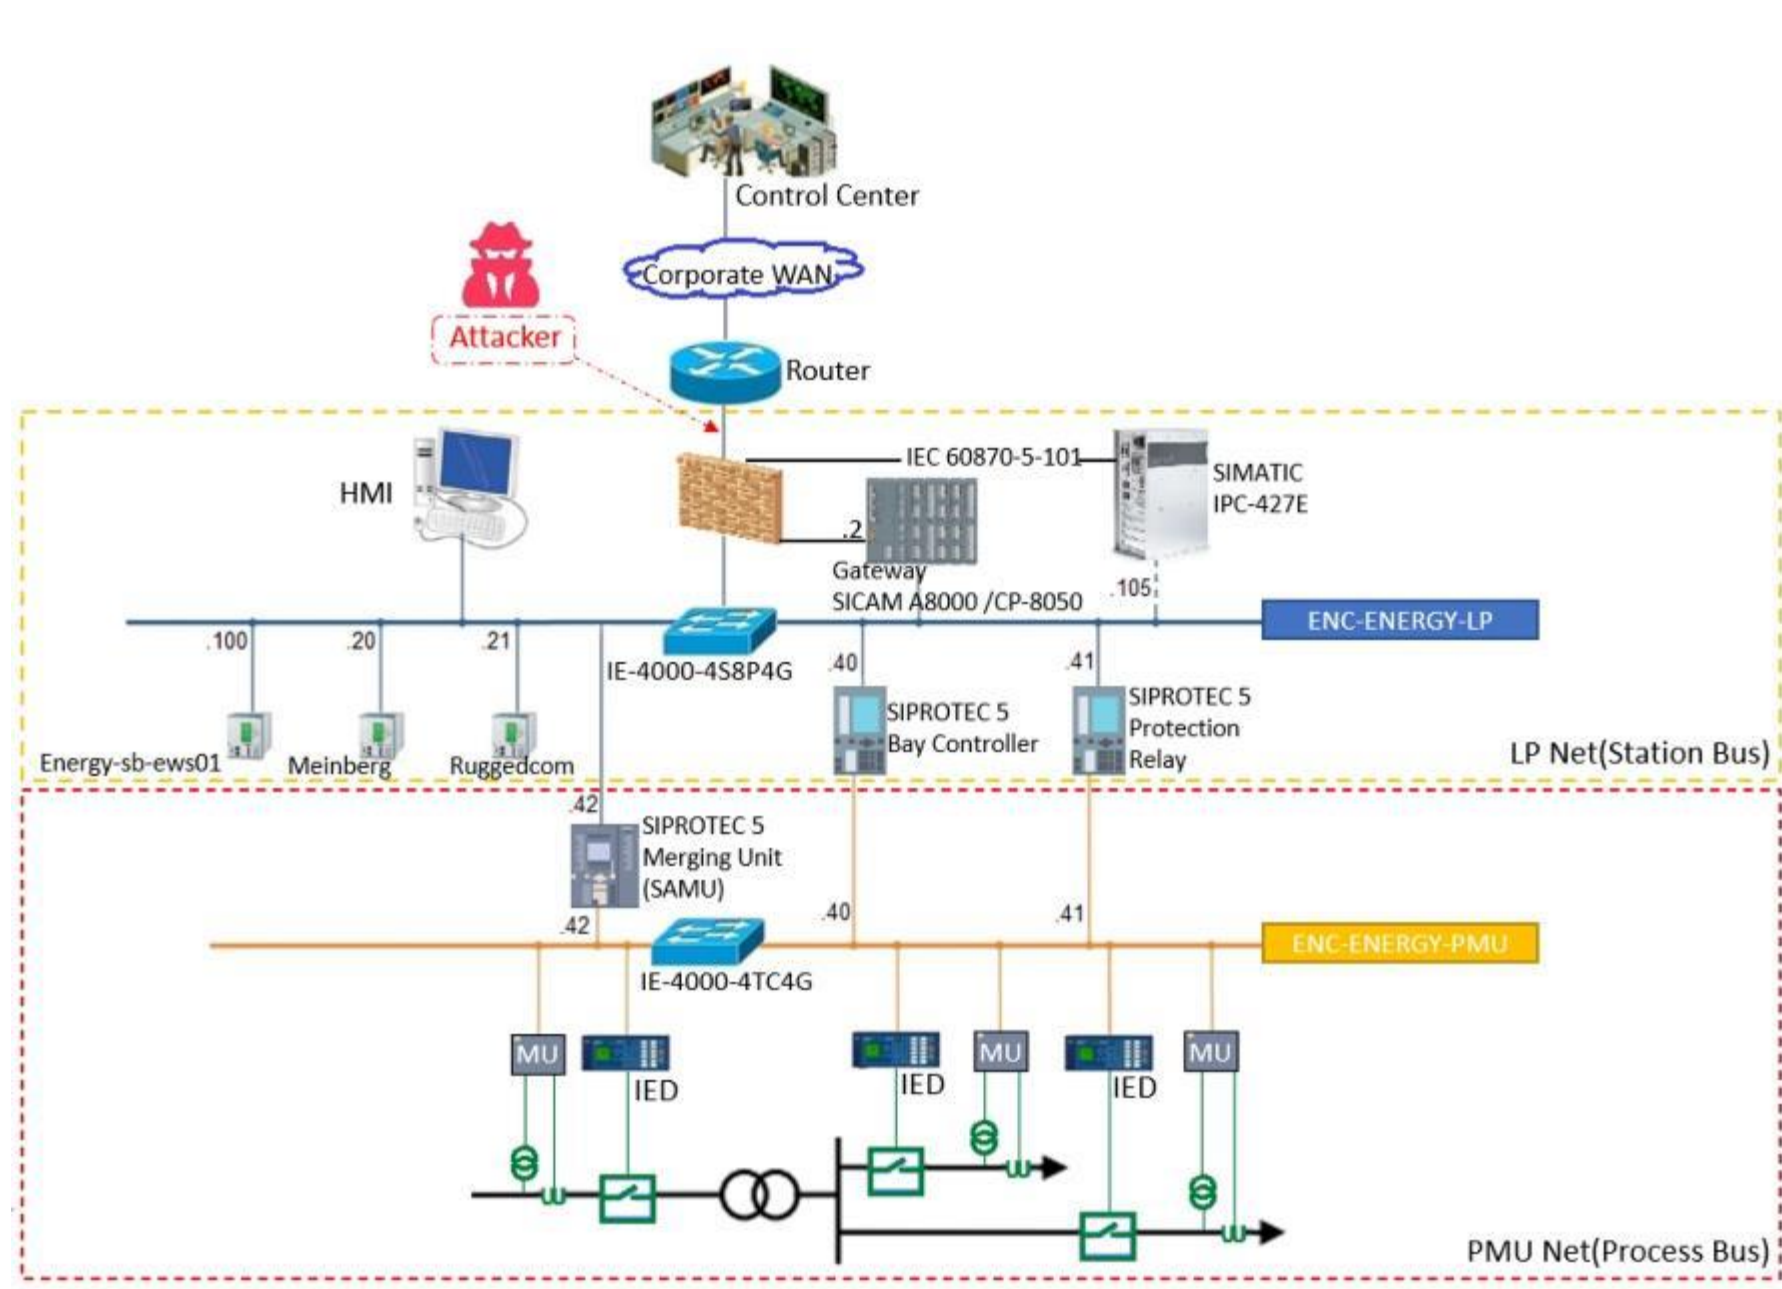 Control Center
Corporate WAN
Attacker
Router
HMI
IEC 60870-5-101
SIMATIC
IPC-427E
.2
Gateway
SICAM A8000 /CP-8050
.105
ENC-ENERGY-LP
.100
.20
.21
IE-4000-4S8P4G
.40
.41
SIPROTEC 5
Bay Controller
SIPROTEC 5
Protection
Relay
Energy-sb-ews01
Meinberg
Ruggedcom
LP Net(Station Bus)
.42
SIPROTEC 5
Merging Unit
(SAMU)
.42
.40
.41
ENC-ENERGY-PMU
IE-4000-4TC4G
MU
IED
IED
MU
IED
MU
PMU Net(Process Bus)